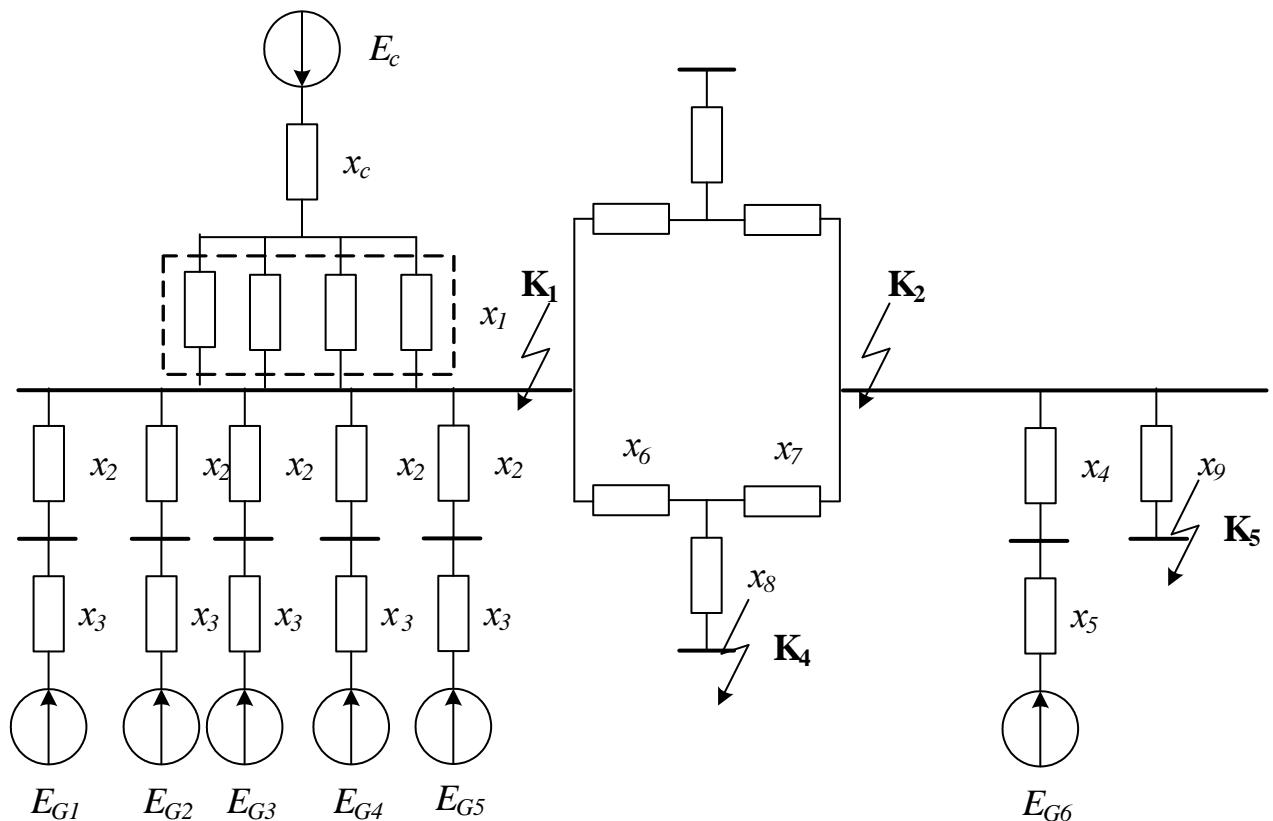 E_c
x_c
K_1 K_2
x_1
x_2 x_2 x_2 x_2 x_2 x_6 x_7 x_4 x_9
K_5
x_3 x_3 x_3 x_3 x_3 x_8 x_5
K_4
E_G1 E_G2 E_G3 E_G4 E_G5 E_G6